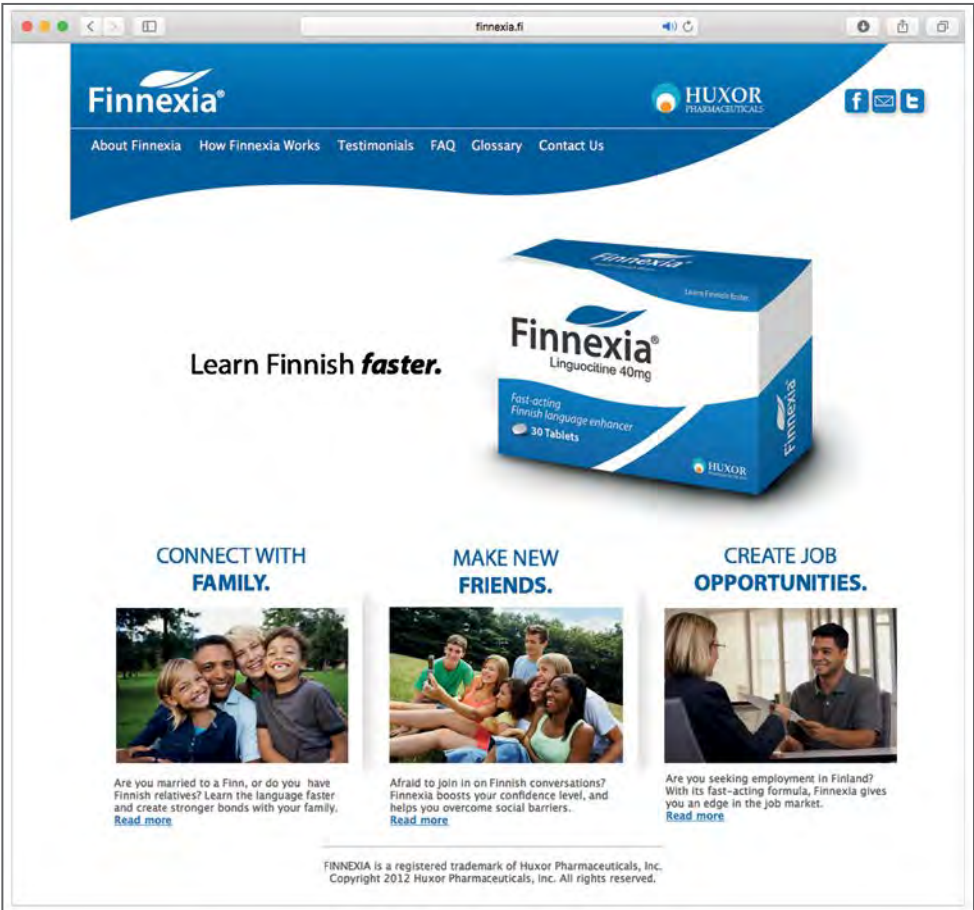 finnexia.fi
Finnexia®
HUXOR
PHARMACEUTICALS
About Finnexia How Finnexia Works Testimonials FAQ Glossary Contact Us
Learn Finnish faster.
Finnexia®
Learn Finnish faster.
Finnexia®
Linguocitine 40mg
Fast-acting
Finnish language enhancer
30 Tablets
Finnexia
HUXOR
CONNECT WITH
FAMILY.
Are you married to a Finn, or do you have
Finnish relatives? Learn the language faster
and create stronger bonds with your family.
Read more
MAKE NEW
FRIENDS.
Afraid to join in on Finnish conversations?
Finnexia boosts your confidence level, and
helps you overcome social barriers.
Read more
CREATE JOB
OPPORTUNITIES.
Are you seeking employment in Finland?
With its fast-acting formula, Finnexia gives
you an edge in the job market.
Read more
FINNEXIA is a registered trademark of Huxor Pharmaceuticals, Inc.
Copyright 2012 Huxor Pharmaceuticals, Inc. All rights reserved.